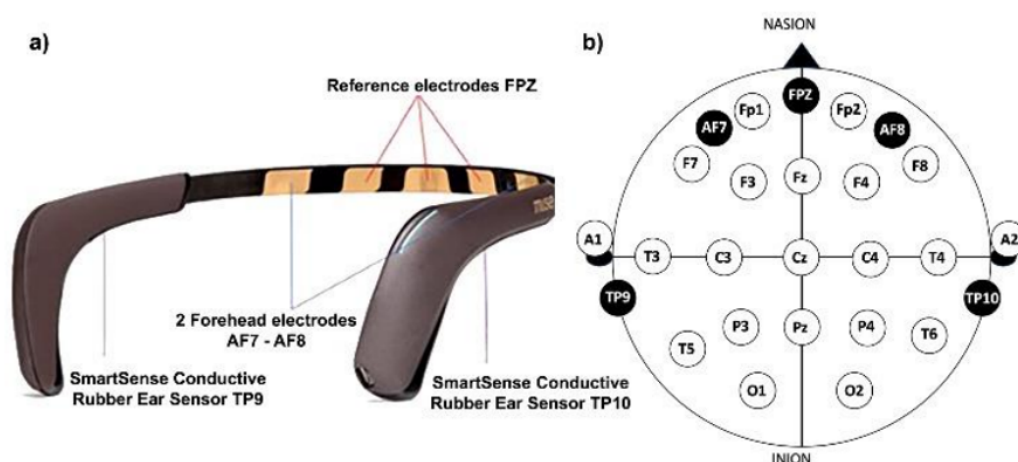 a)
Reference electrodes FPZ
2 Forehead electrodes
AF7 - AF8
SmartSense Conductive
Rubber Ear Sensor TP9
SmartSense Conductive
Rubber Ear Sensor TP10
b)
NASION
FPZ
Fp1
Fp2
AF7
AF8
F7
F3
Fz
F4
F8
A1
T3
C3
Cz
C4
T4
A2
TP9
TP10
T5
P3
Pz
P4
T6
O1
O2
INION